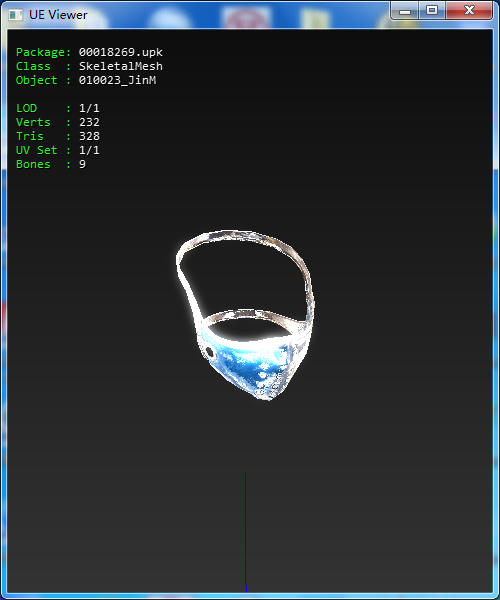 UE Viewer
Package: 00018269.upk
Class : SkeletalMesh
Object : 010023_JinM
LOD : 1/1
Verts : 232
Tris : 328
UV Set : 1/1
Bones : 9